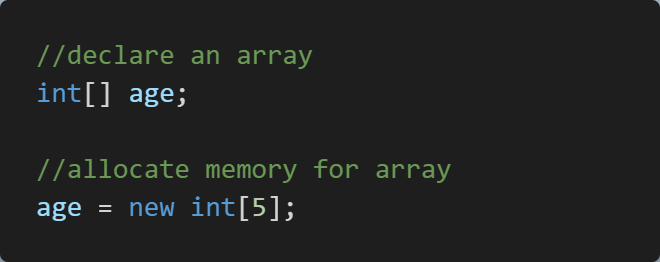 //declare an array
int[] age;
//allocate memory for array
age = new int[5];